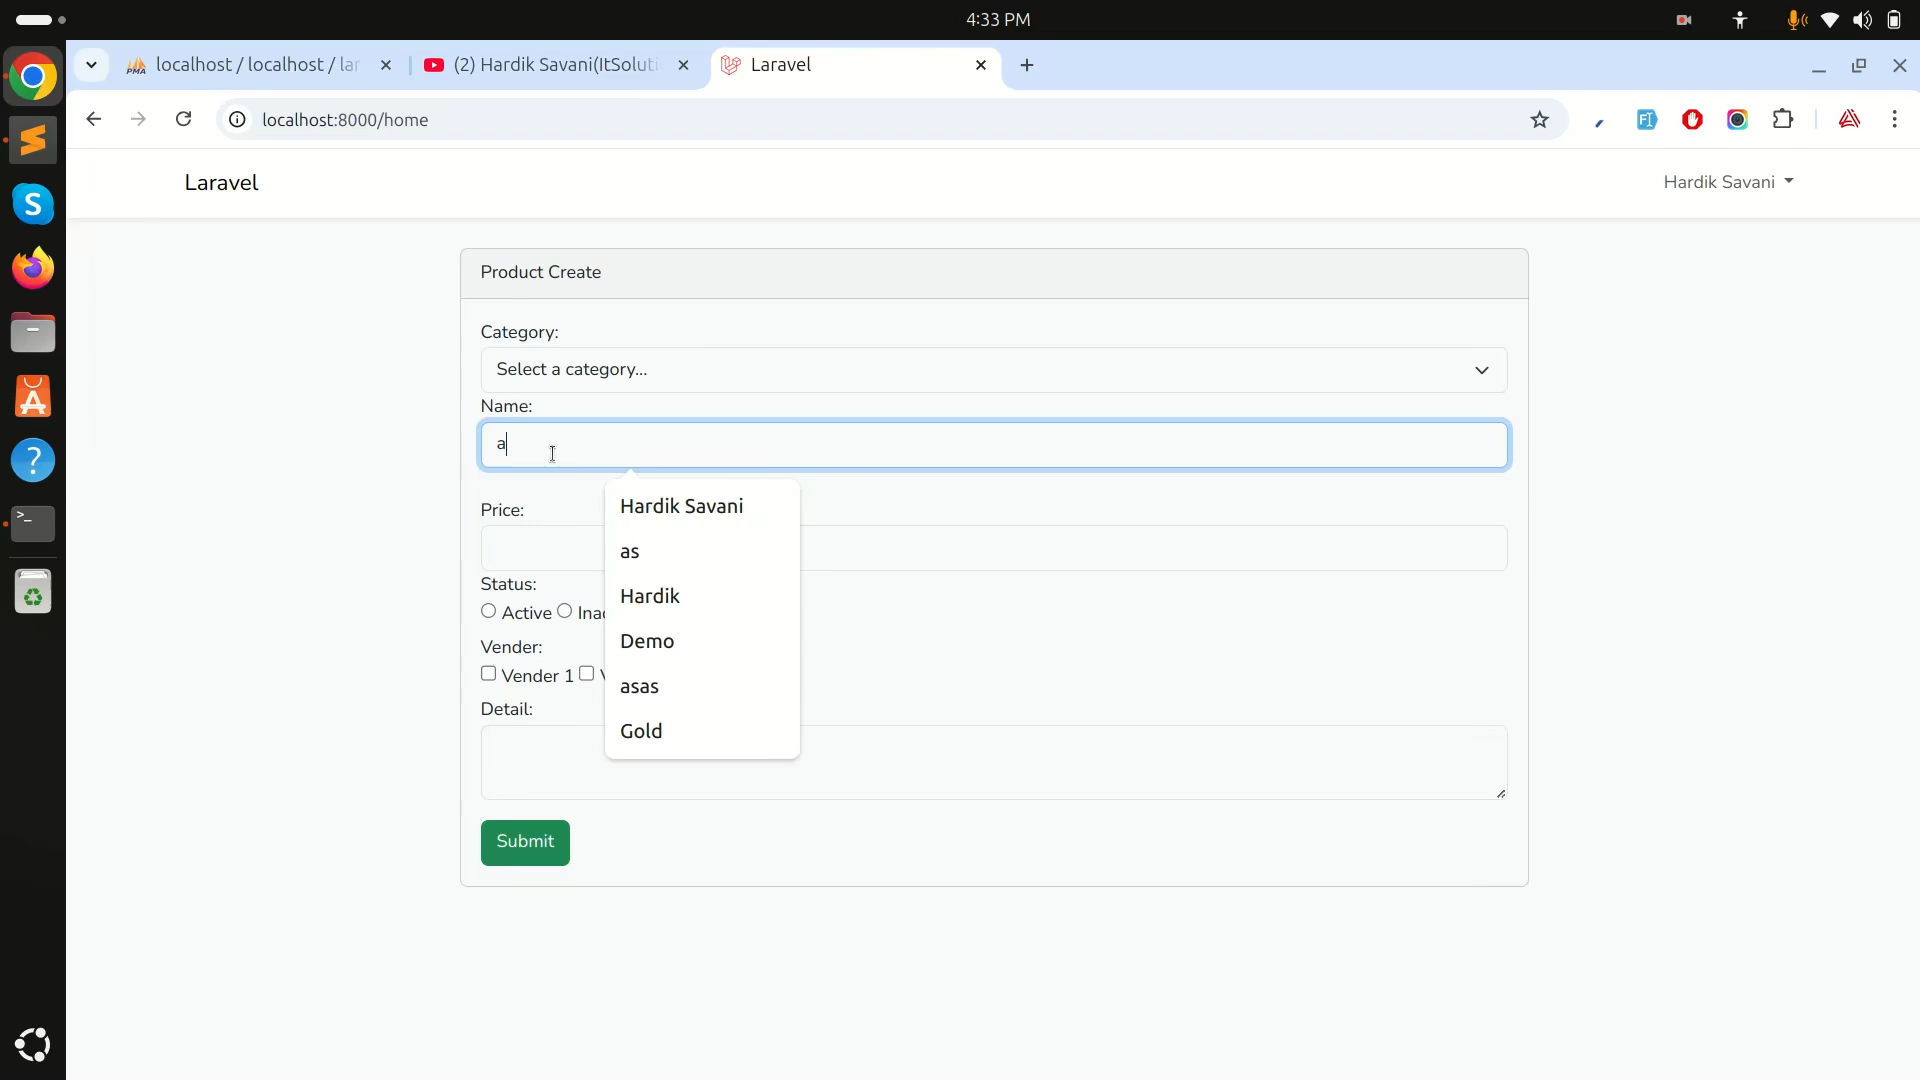 4:33 PM
localhost / localhost / lar
(2) Hardik Savani(ItSoluti
Laravel
localhost:8000/home
Laravel
Hardik Savani
Product Create
Category:
Select a category...
Name:
a
Hardik Savani
Price:
as
Status:
Hardik
Active
Demo
Vender:
Vender 1
asas
Detail:
Gold
Submit